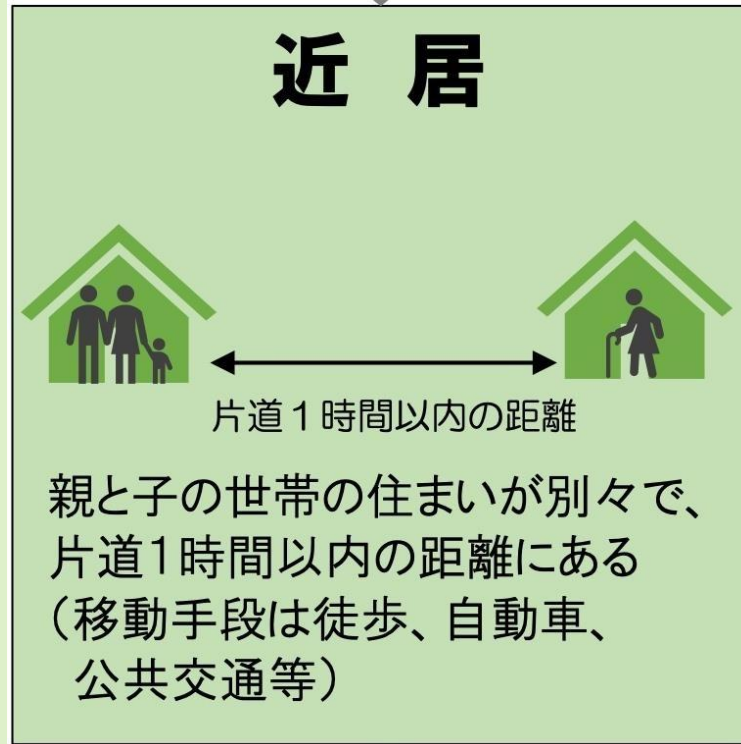 近 居
片道１時間以内の距離
親と子の世帯の住まいが別々で、
片道1時間以内の距離にある
（移動手段は徒歩、自動車、
公共交通等）